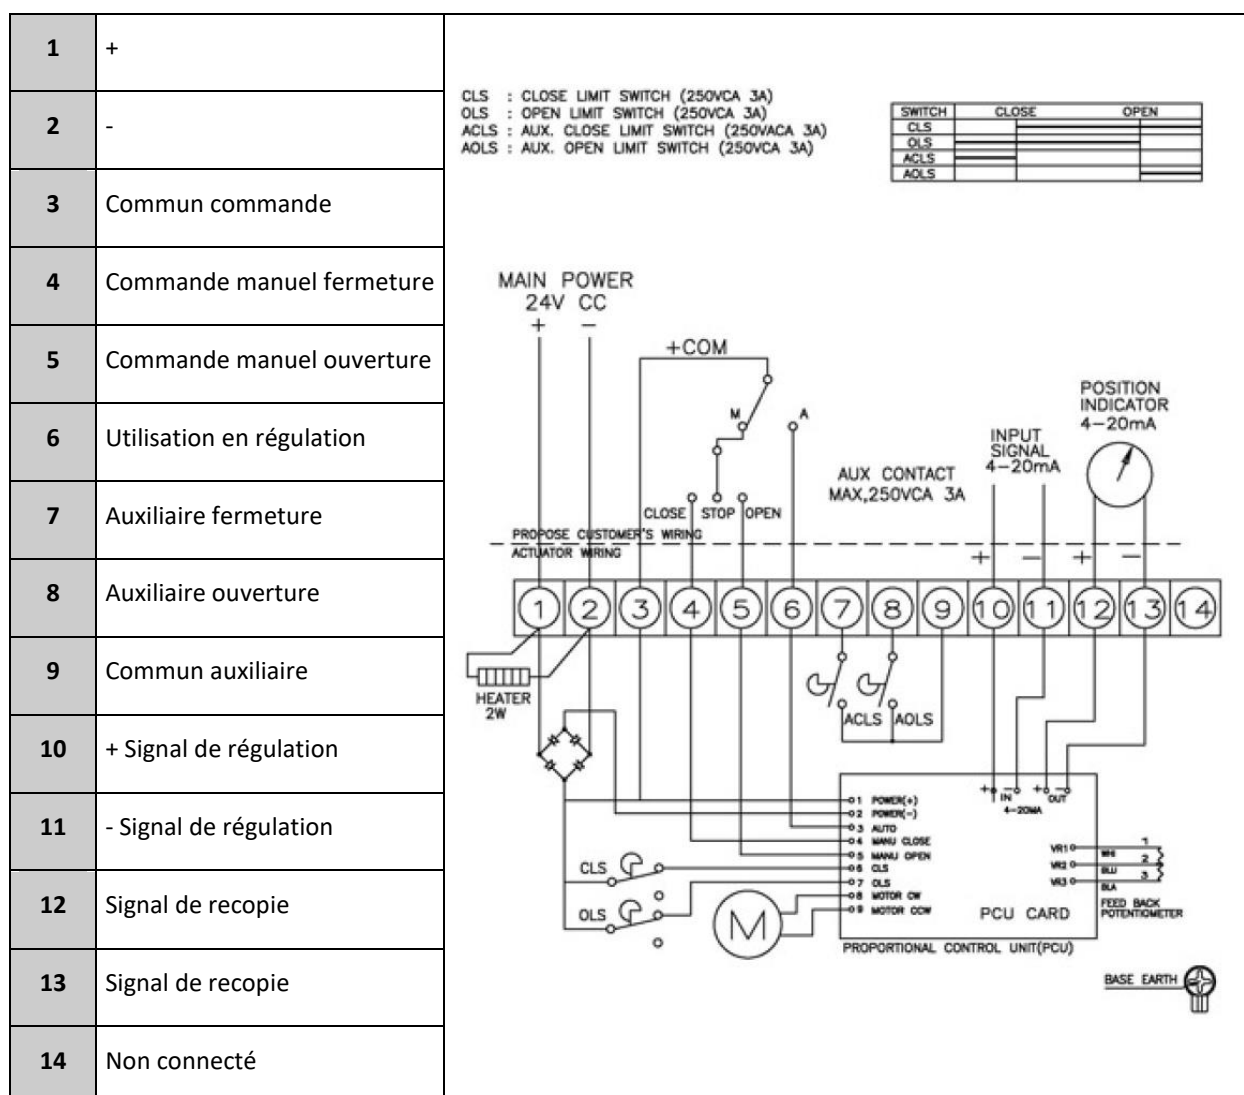 1 +
2 -
3 Commun commande
4 Commande manuel fermeture
5 Commande manuel ouverture
6 Utilisation en régulation
7 Auxiliaire fermeture
8 Auxiliaire ouverture
9 Commun auxiliaire
10 + Signal de régulation
11 - Signal de régulation
12 Signal de recopie
13 Signal de recopie
14 Non connecté
CLS : CLOSE LIMIT SWITCH (250VCA 3A)
OLS : OPEN LIMIT SWITCH (250VCA 3A)
ACLS : AUX. CLOSE LIMIT SWITCH (250VACA 3A)
AOLS : AUX. OPEN LIMIT SWITCH (250VCA 3A)
SWITCH CLOSE OPEN
CLS
OLS
ACLS
AOLS
MAIN POWER
24V CC
+ −
+COM
M A
CLOSE STOP OPEN
AUX CONTACT
MAX,250VCA 3A
INPUT
SIGNAL
4−20mA
POSITION
INDICATOR
4−20mA
PROPOSE CUSTOMER'S WIRING
ACTUATOR WIRING
+ − + −
1 2 3 4 5 6 7 8 9 10 11 12 13 14
HEATER
2W
ACLS AOLS
+ − + −
IN OUT
4−20MA
1 POWER(+)
2 POWER(−)
3 AUTO
4 MANU CLOSE
5 MANU OPEN
6 CLS
7 OLS
8 MOTOR CW
9 MOTOR CCW
CLS
OLS
M
VR1 WHI 1
VR2 BLU 2
VR3 BLA 3
FEED BACK
POTENTIOMETER
PCU CARD
PROPORTIONAL CONTROL UNIT(PCU)
BASE EARTH